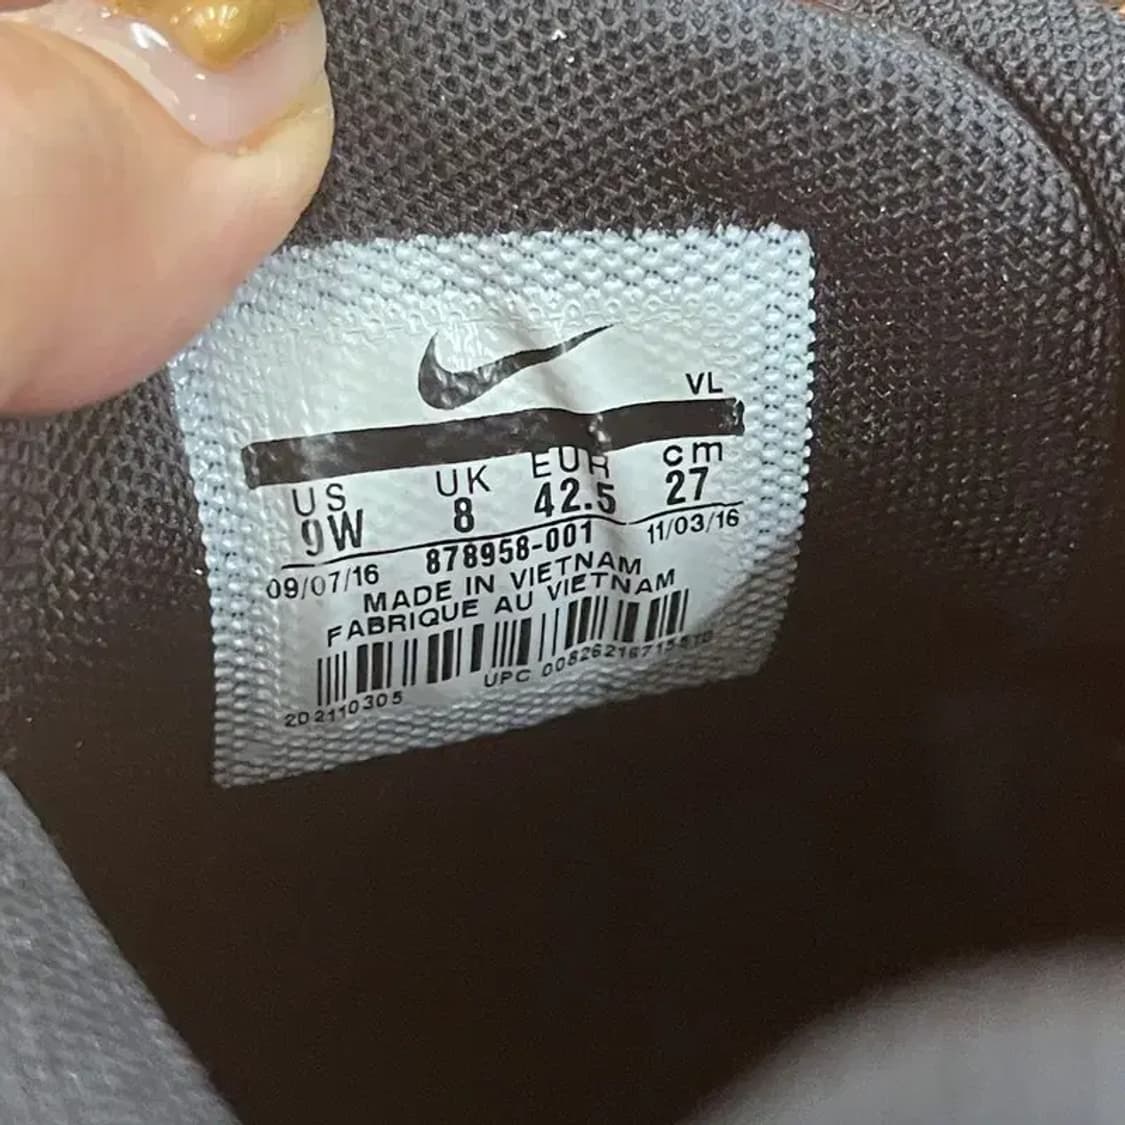 VL
US UK EUR cm
9W 8 42.5 27
09/07/16 878958-001 11/03/16
MADE IN VIETNAM
FABRIQUE AU VIETNAM
202110305 UPC